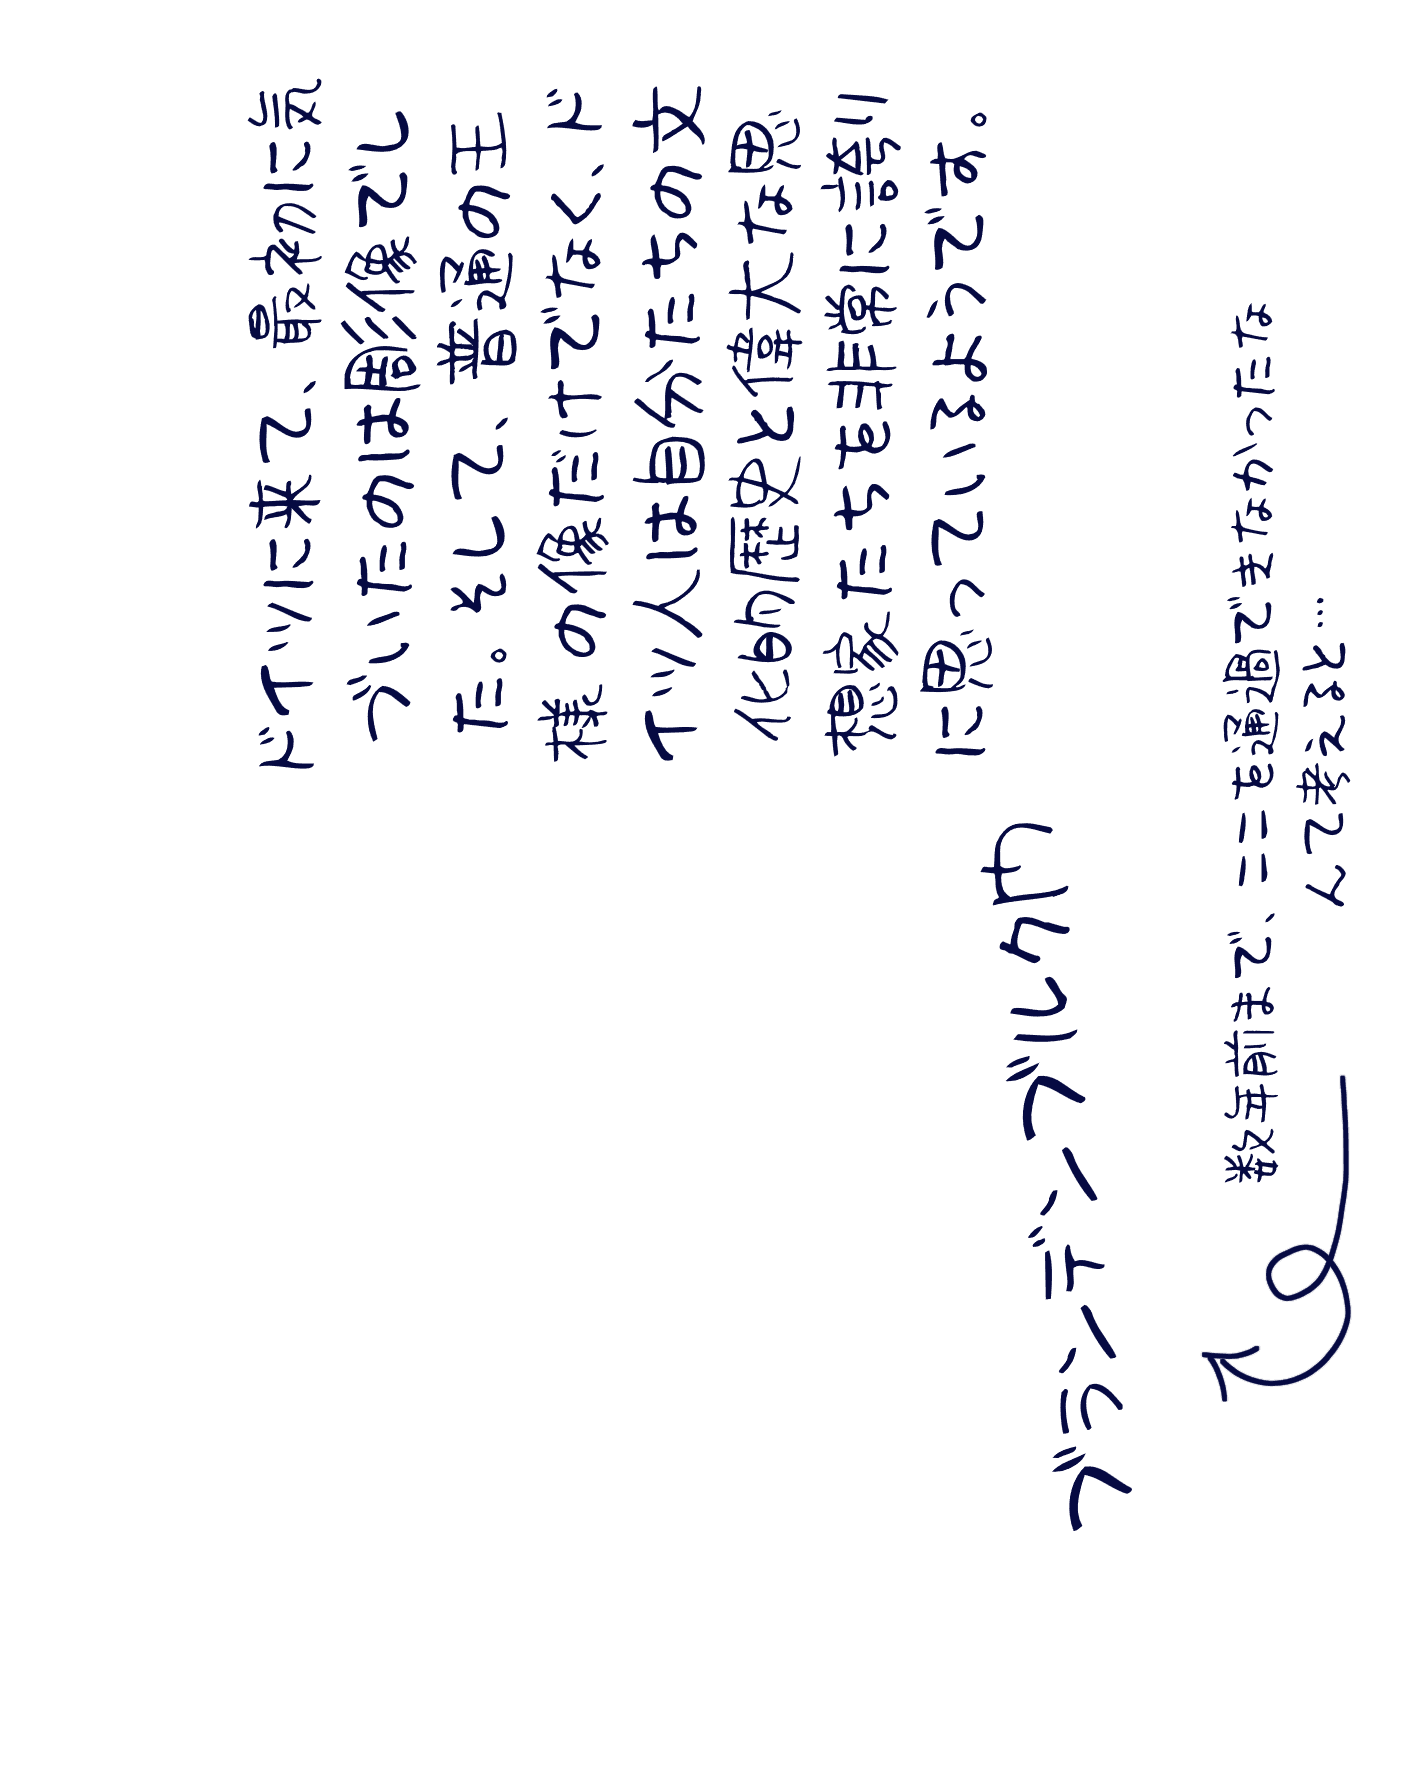 ドイツに来て、最初に気
づいたのは彫像でし
た。そして、普通の王
様の像だけでなく、ド
イツ人は自分たちの文
化的歴史と偉大な思
想家たちを非常に誇り
に思っているようです。
ブランデンブルク門
数年前まで、ここを通過できなかったな
んて考えると…